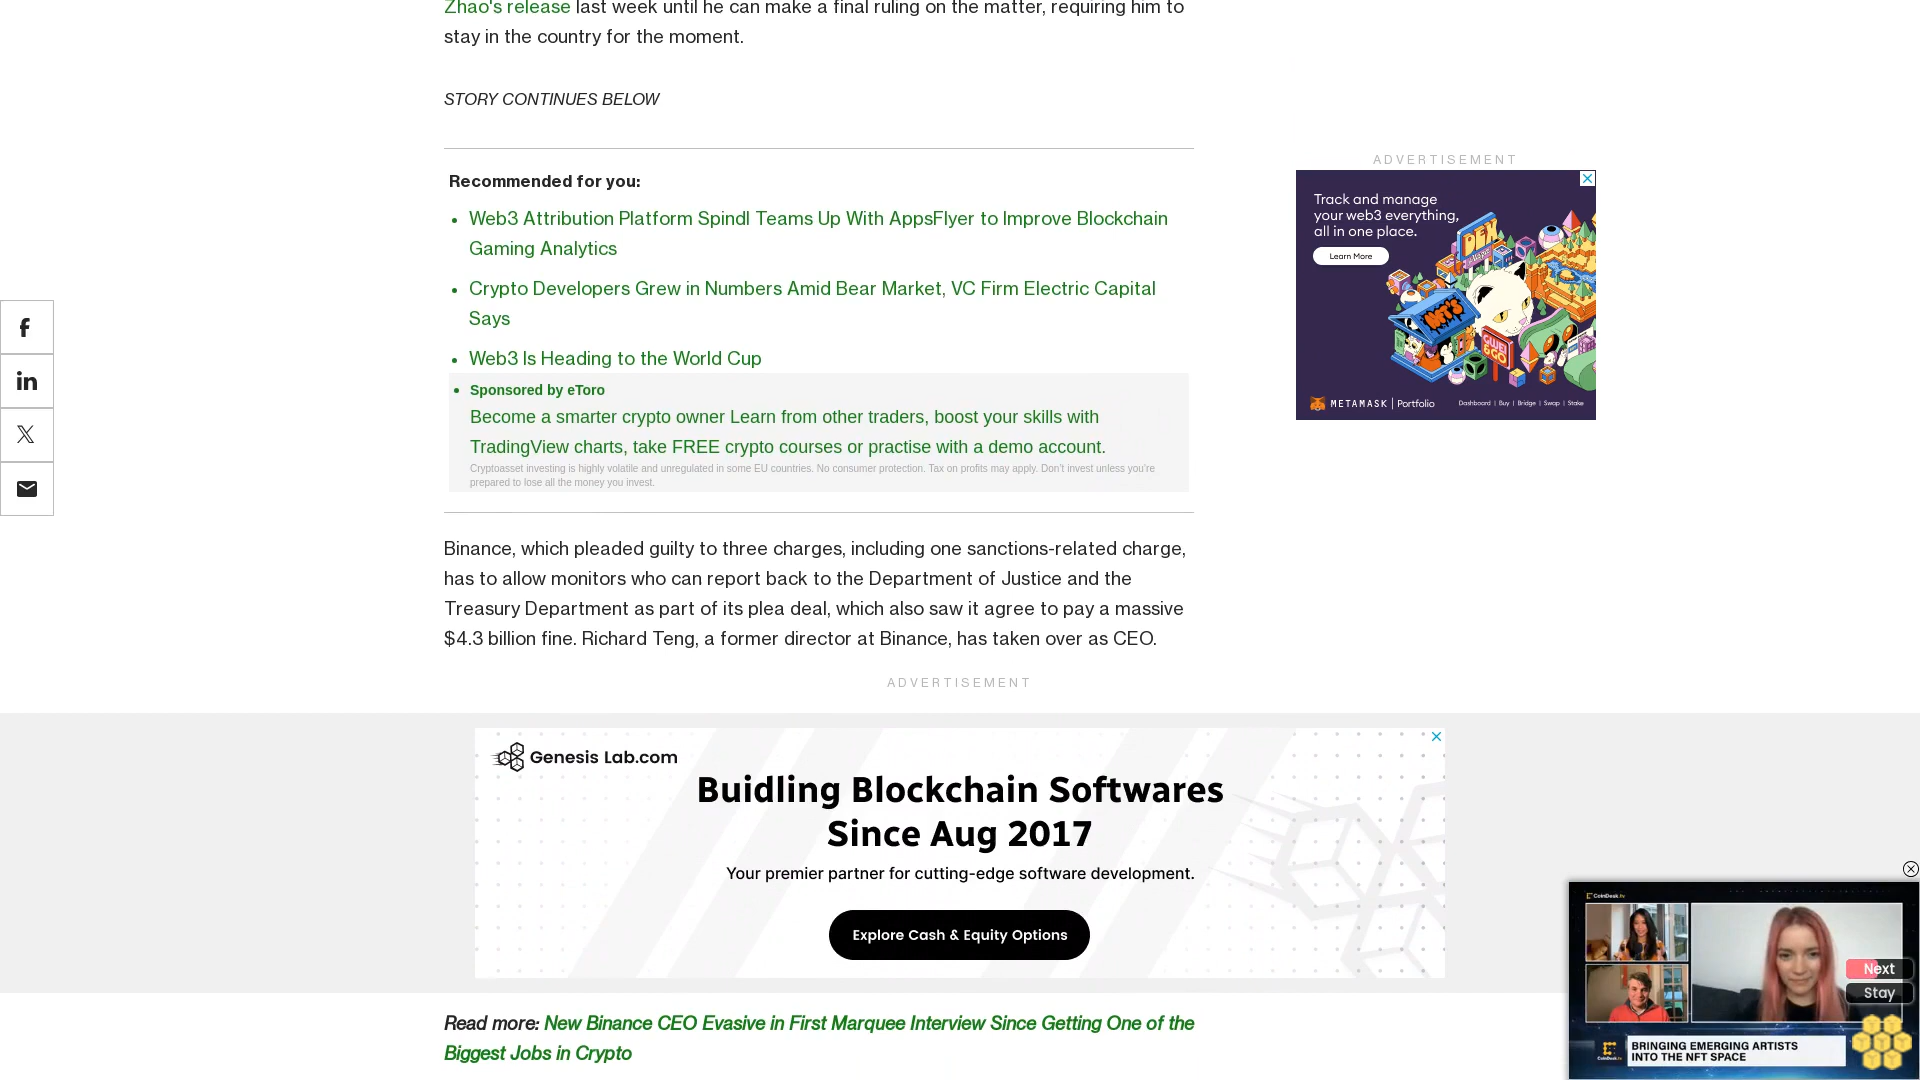 Zhao's release last week until he can make a final ruling on the matter, requiring him to
stay in the country for the moment.
STORY CONTINUES BELOW
Recommended for you:
• Web3 Attribution Platform Spindl Teams Up With AppsFlyer to Improve Blockchain
Gaming Analytics
• Crypto Developers Grew in Numbers Amid Bear Market, VC Firm Electric Capital
Says
• Web3 Is Heading to the World Cup
• Sponsored by eToro
Become a smarter crypto owner Learn from other traders, boost your skills with
TradingView charts, take FREE crypto courses or practise with a demo account.
Cryptoasset investing is highly volatile and unregulated in some EU countries. No consumer protection. Tax on profits may apply. Don't invest unless you're
prepared to lose all the money you invest.
Binance, which pleaded guilty to three charges, including one sanctions-related charge,
has to allow monitors who can report back to the Department of Justice and the
Treasury Department as part of its plea deal, which also saw it agree to pay a massive
$4.3 billion fine. Richard Teng, a former director at Binance, has taken over as CEO.
ADVERTISEMENT
Track and manage
your web3 everything,
all in one place.
Learn More
DEX
NFT's
GWEI
& GO
METAMASK | Portfolio
Dashboard | Buy | Bridge | Swap | Stake
ADVERTISEMENT
Genesis Lab.com
Buidling Blockchain Softwares
Since Aug 2017
Your premier partner for cutting-edge software development.
Explore Cash & Equity Options
Read more: New Binance CEO Evasive in First Marquee Interview Since Getting One of the
Biggest Jobs in Crypto
CoinDesk.tv
Next
Stay
BRINGING EMERGING ARTISTS
INTO THE NFT SPACE
CoinDesk.tv